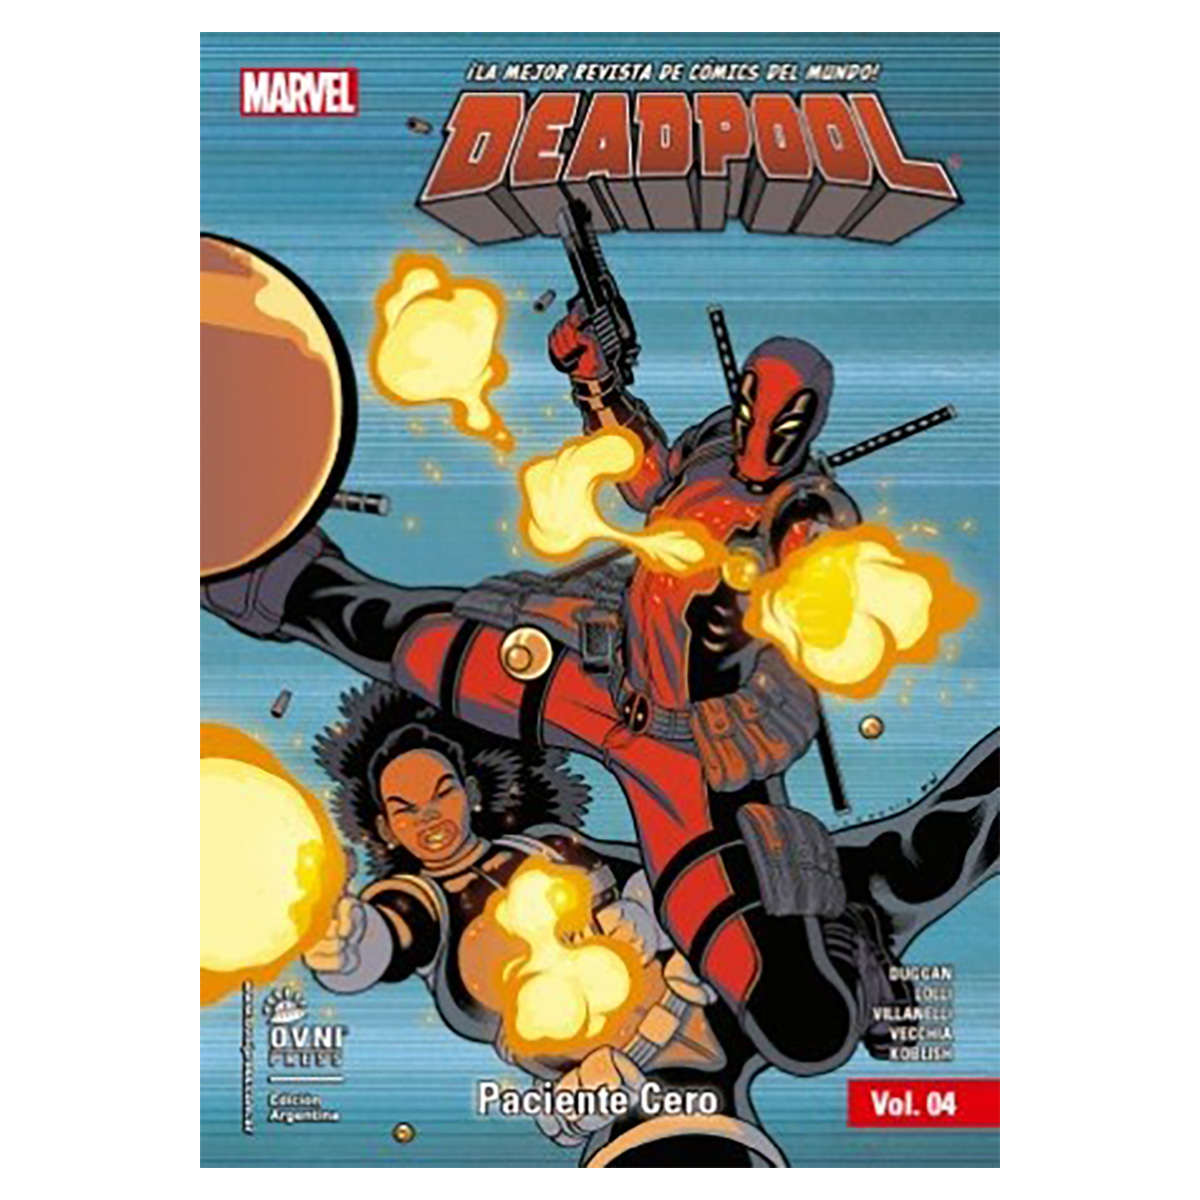 MARVEL
¡LA MEJOR REVISTA DE CÓMICS DEL MUNDO!
DEADPOOL
DUGGAN
LOLLI
VILLANELLI
VECCHIA
KOBLISH
OVNI
PRESS
Edición
Argentina
Paciente Cero
Vol. 04